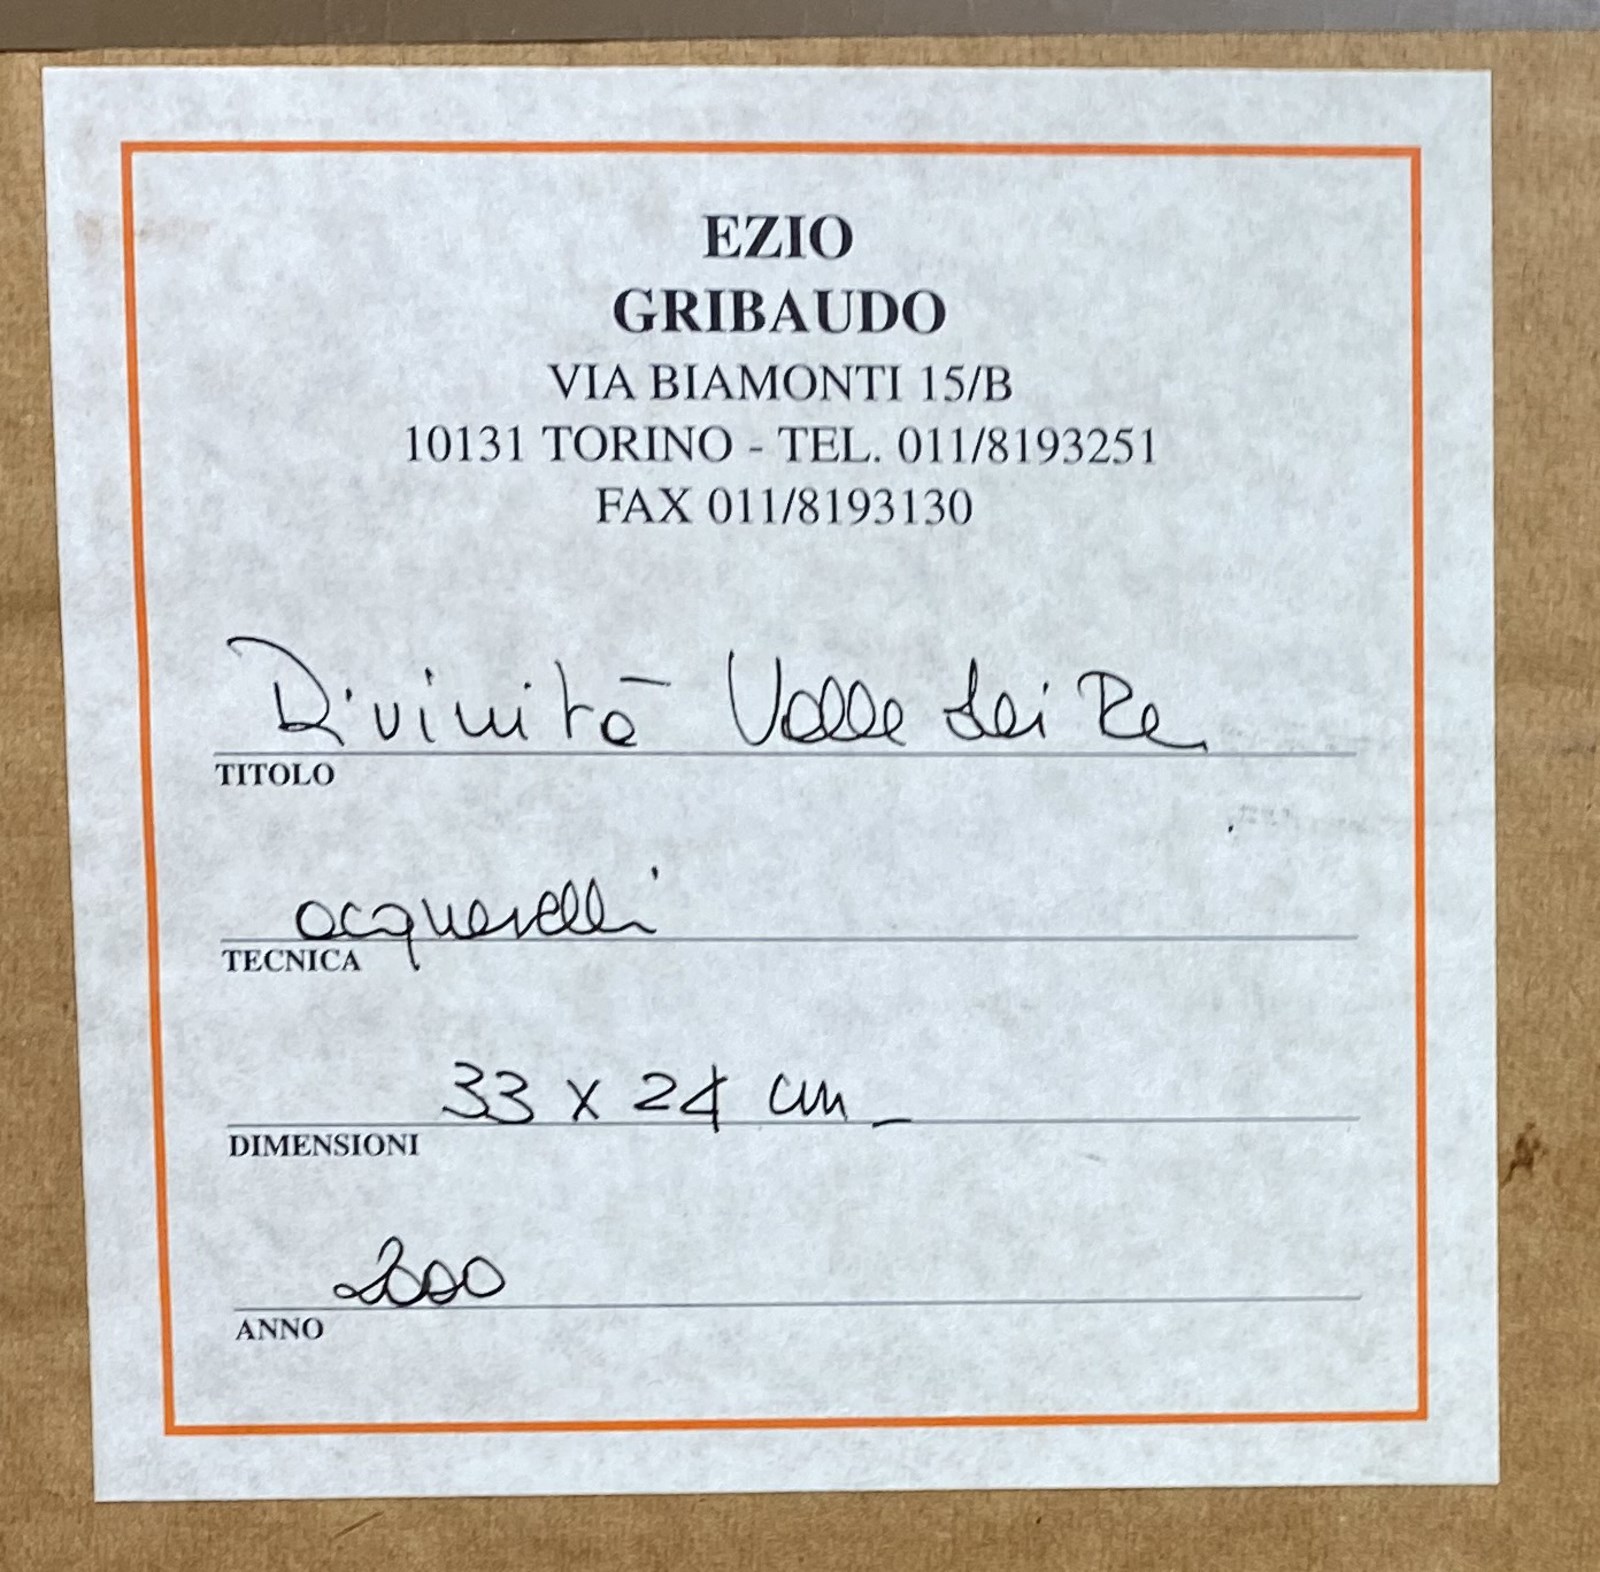 EZIO
GRIBAUDO
VIA BIAMONTI 15/B
10131 TORINO - TEL. 011/8193251
FAX 011/8193130
Divinità Valle dei Re
TITOLO
acquerelli
TECNICA
33 x 24 cm
DIMENSIONI
2000
ANNO